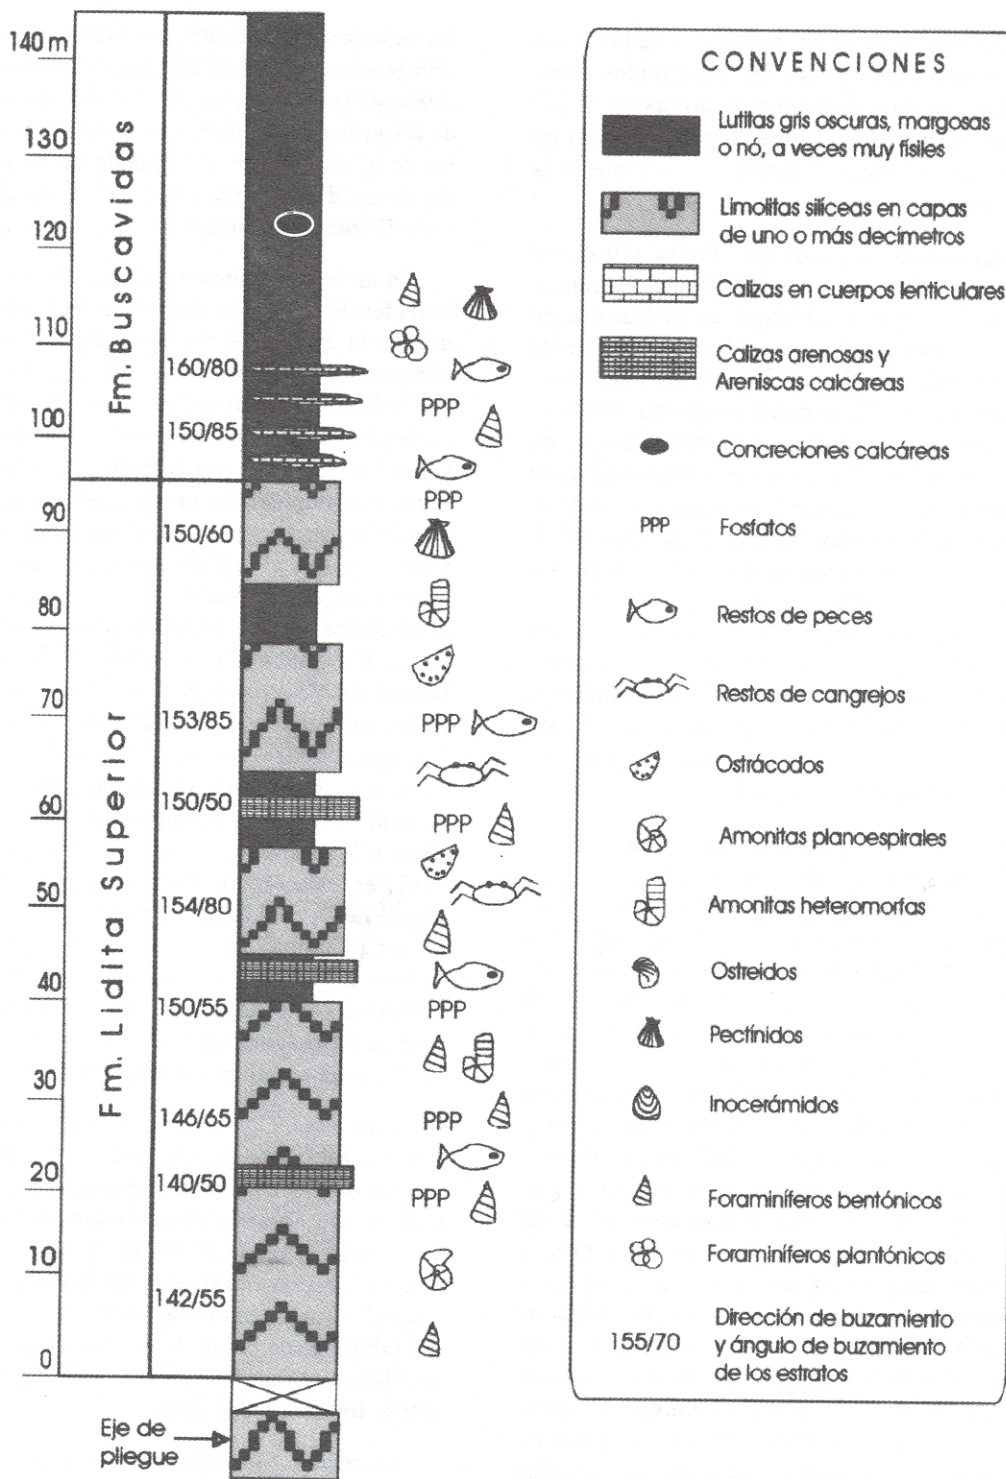 140 m
130
120
110
100
90
80
70
60
50
40
30
20
10
0
Fm. Buscavidas
Fm. Lidita Superior
160/80
150/85
150/60
153/85
150/50
154/80
150/55
146/65
140/50
142/55
PPP
PPP
PPP
PPP
PPP
PPP
PPP
Eje de
pliegue
CONVENCIONES
Lutitas gris oscuras, margosas
o nó, a veces muy físiles
Limolitas silíceas en capas
de uno o más decímetros
Calizas en cuerpos lenticulares
Calizas arenosas y
Areniscas calcáreas
Concreciones calcáreas
PPP Fosfatos
Restos de peces
Restos de cangrejos
Ostrácodos
Amonitas planoespirales
Amonitas heteromorfas
Ostreidos
Pectínidos
Inocerámidos
Foraminíferos bentónicos
Foraminíferos plantónicos
155/70 Dirección de buzamiento
y ángulo de buzamiento
de los estratos